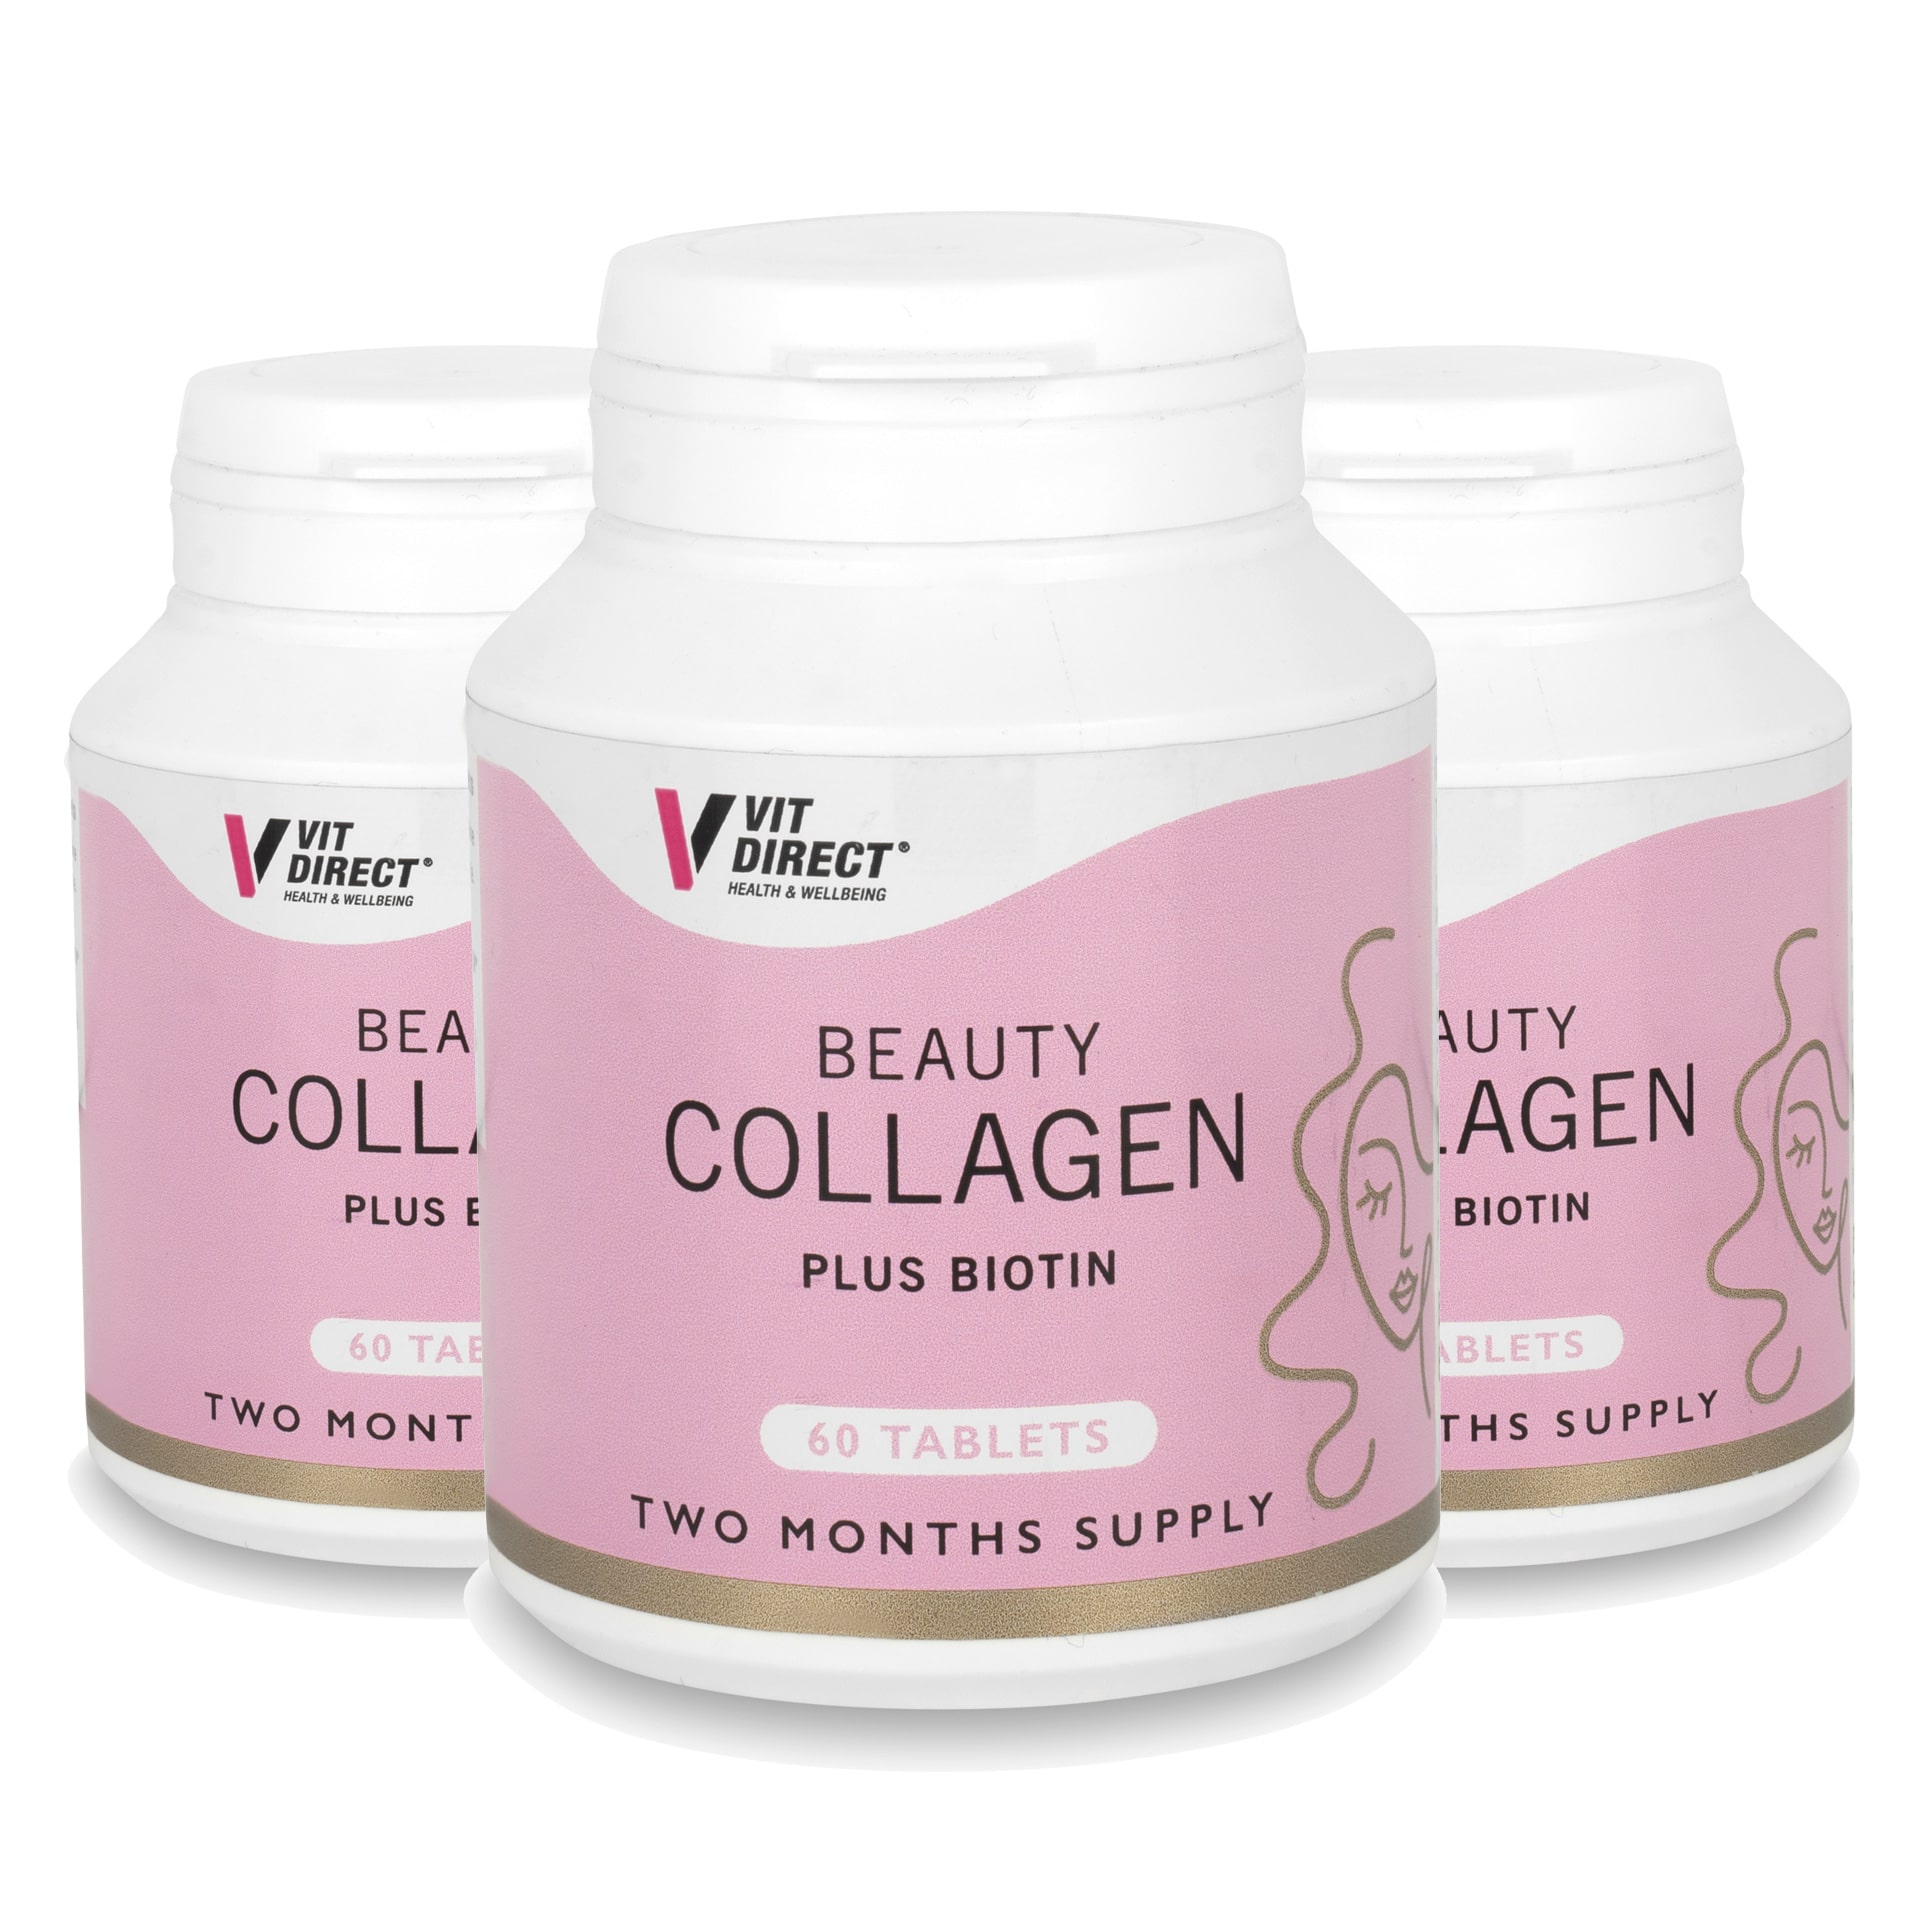 VIT
DIRECT®
HEALTH & WELLBEING
BEA
COLL
PLUS
60 TAB
TWO MONT
VIT
DIRECT®
HEALTH & WELLBEING
BEAUTY
COLLAGEN
PLUS BIOTIN
60 TABLETS
TWO MONTHS SUPPLY
AUTY
LAGEN
BIOTIN
ABLETS
THS SUPPLY